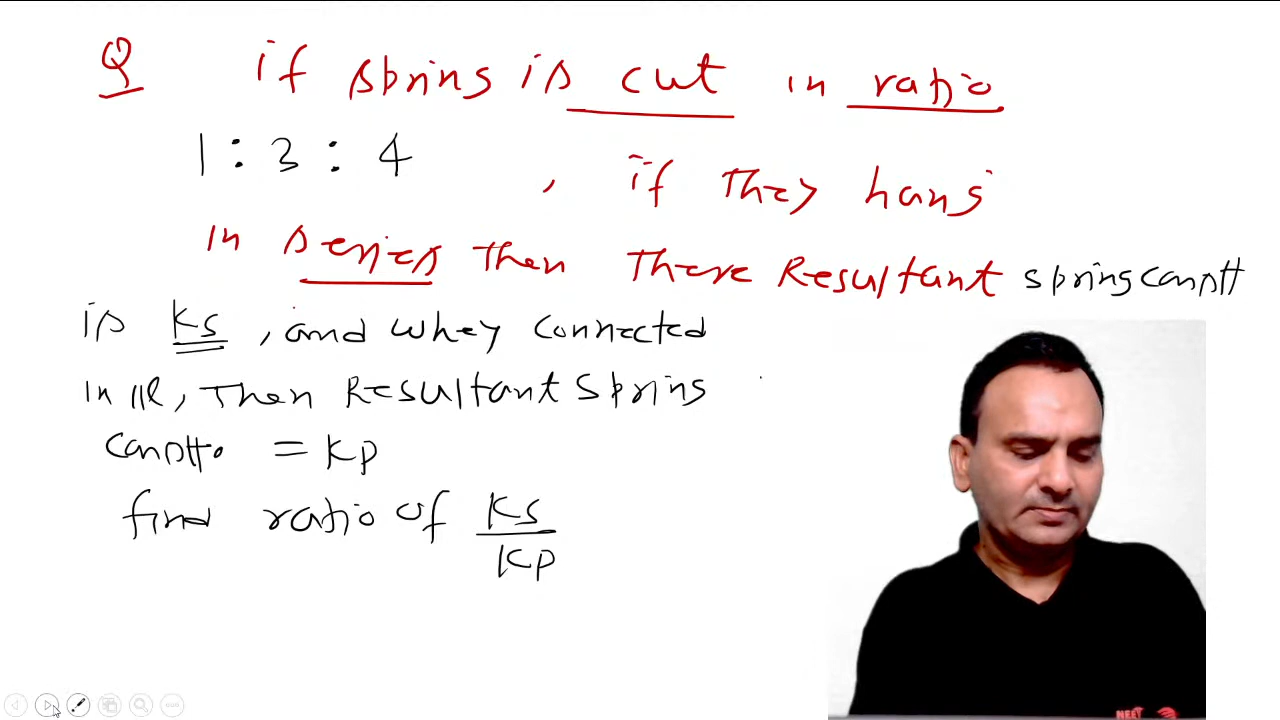 Q if spring is cut in ratio
1 : 3 : 4 , if they hang
in series then there Resultant spring constt
is Ks , and when connected
in ||l, Then Resultant spring
constt. = Kp
find ratio of Ks
Kp
NEET